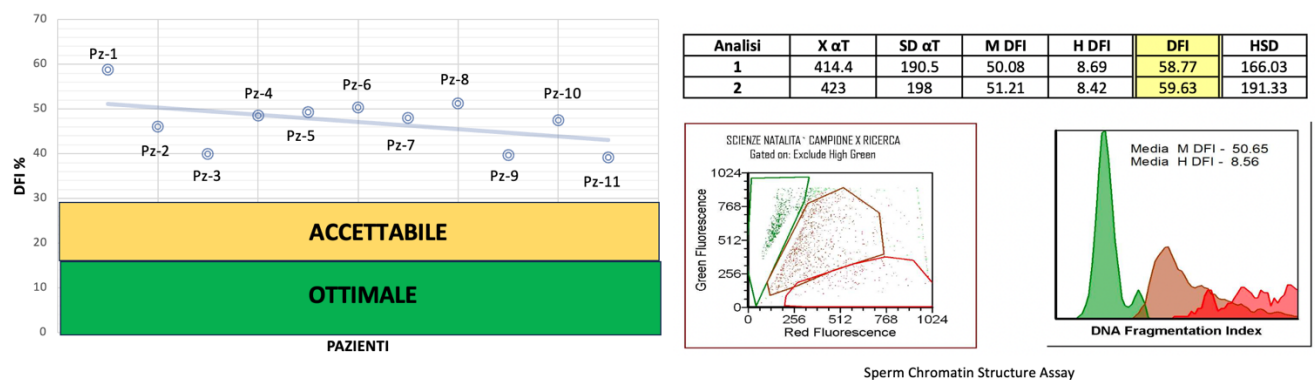 70
60
50
40
30
20
10
0
DFI %
Pz-1
Pz-2
Pz-3
Pz-4
Pz-5
Pz-6
Pz-7
Pz-8
Pz-9
Pz-10
Pz-11
ACCETTABILE
OTTIMALE
PAZIENTI
Analisi X αT SD αT M DFI H DFI DFI HSD
1 414.4 190.5 50.08 8.69 58.77 166.03
2 423 198 51.21 8.42 59.63 191.33
SCIENZE NATALITA` CAMPIONE X RICERCA
Gated on: Exclude High Green
1024
768
512
256
0
Green Fluorescence
0 256 512 768 1024
Red Fluorescence
Media M DFI - 50.65
Media H DFI - 8.56
DNA Fragmentation Index
Sperm Chromatin Structure Assay